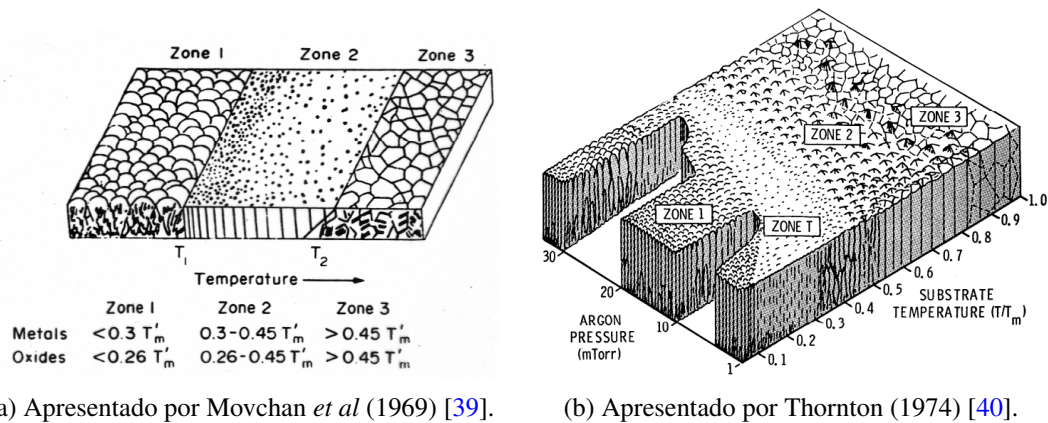 Zone 1 Zone 2 Zone 3
T₁ T₂
Temperature
Zone 1 Zone 2 Zone 3
Metals <0.3 T'm 0.3-0.45 T'm >0.45 T'm
Oxides <0.26 T'm 0.26-0.45 T'm >0.45 T'm
a) Apresentado por Movchan et al (1969) [39].
ZONE 3
ZONE 2
ZONE 1
ZONE T
30
20
10
1
ARGON
PRESSURE
(mTorr)
0.1
0.2
0.3
0.4
0.5
0.6
0.7
0.8
0.9
1.0
SUBSTRATE
TEMPERATURE (T/Tm)
(b) Apresentado por Thornton (1974) [40].